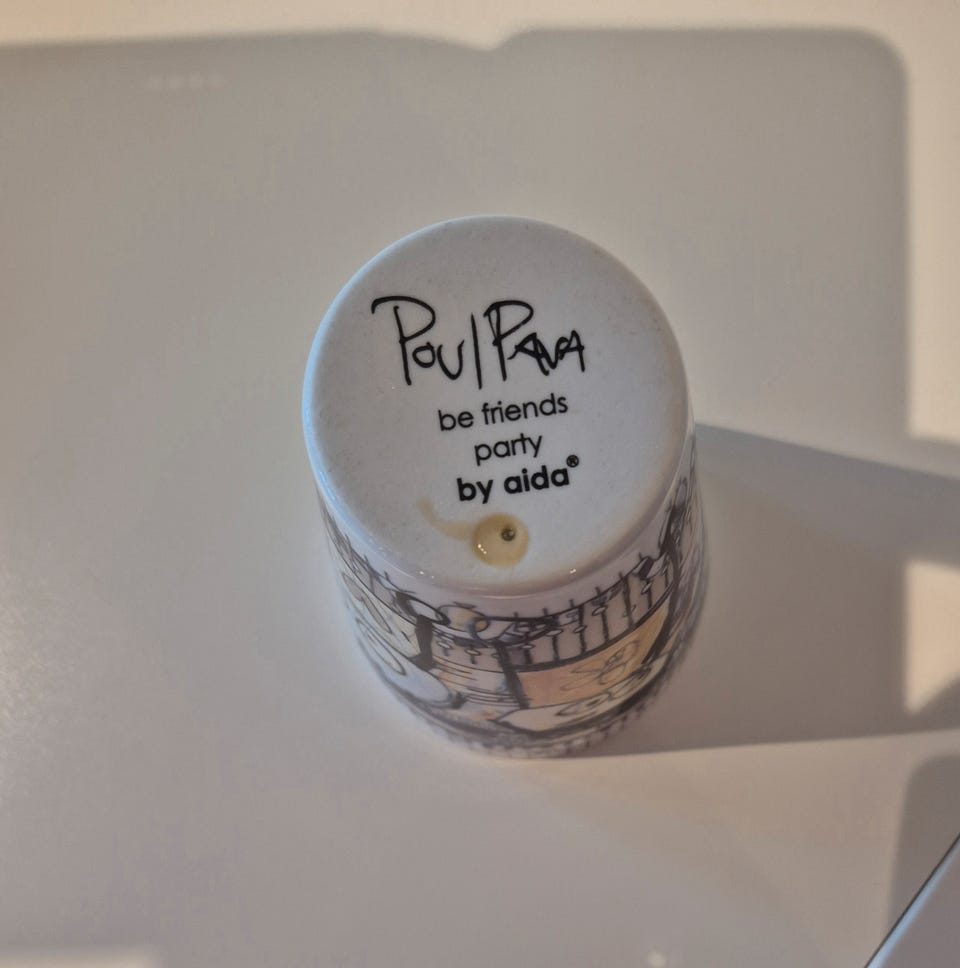 Poul Pava
be friends
party
by aida®